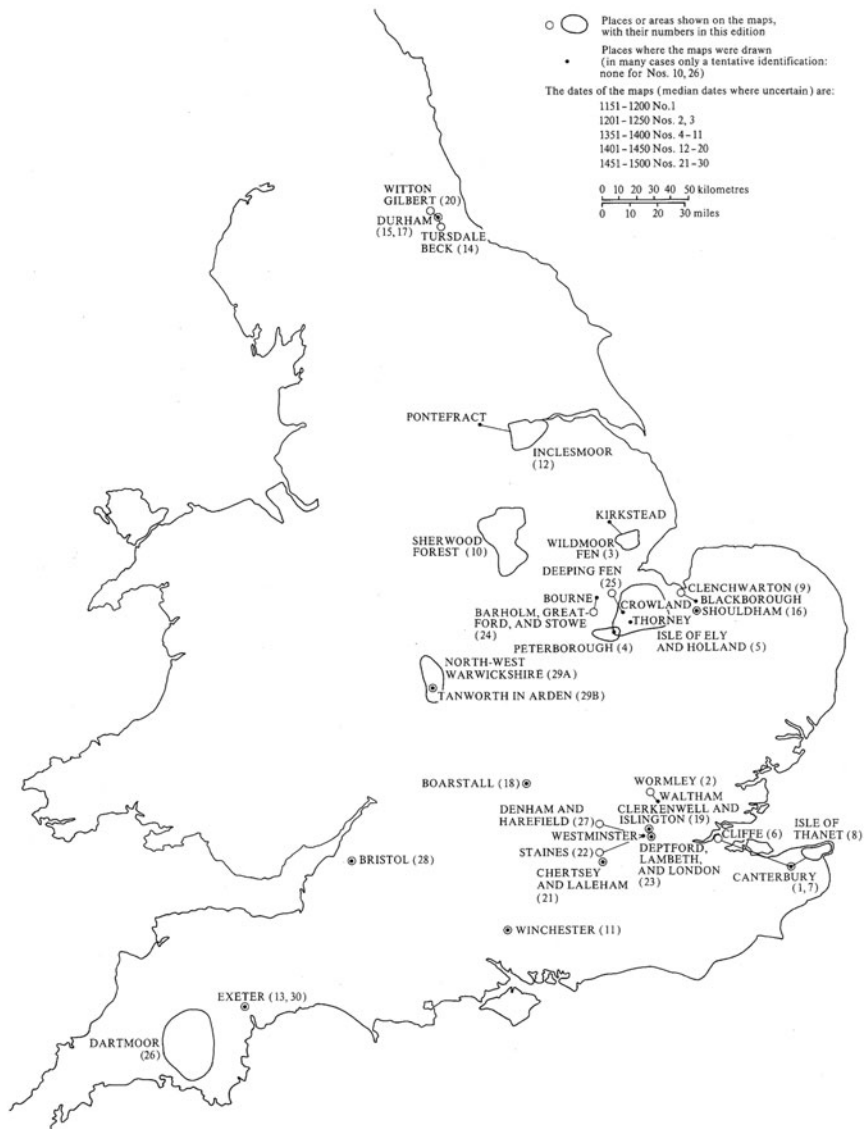 Places or areas shown on the maps,
with their numbers in this edition
Places where the maps were drawn
(in many cases only a tentative identification:
none for Nos. 10, 26)
The dates of the maps (median dates where uncertain) are:
1151-1200 No.1
1201-1250 Nos. 2, 3
1351-1400 Nos. 4-11
1401-1450 Nos. 12-20
1451-1500 Nos. 21-30
0 10 20 30 40 50 kilometres
0 10 20 30 miles
WITTON
GILBERT (20)
DURHAM
(15, 17)
TURSDALE
BECK (14)
PONTEFRACT
INCLESMOOR
(12)
KIRKSTEAD
SHERWOOD
FOREST (10)
WILDMOOR
FEN (3)
DEEPING FEN
(25)
CLENCHWARTON (9)
BLACKBOROUGH
SHOULDHAM (16)
BOURNE
CROWLAND
THORNEY
BARHOLM, GREAT-
FORD, AND STOWE
(24)
PETERBOROUGH (4)
ISLE OF ELY
AND HOLLAND (5)
NORTH-WEST
WARWICKSHIRE (29A)
TANWORTH IN ARDEN (29B)
BOARSTALL (18)
WORMLEY (2)
WALTHAM
CLERKENWELL AND
ISLINGTON (19)
DENHAM AND
HAREFIELD (27)
WESTMINSTER
STAINES (22)
CHERTSEY
AND LALEHAM
(21)
DEPTFORD,
LAMBETH,
AND LONDON
(23)
CLIFFE (6)
ISLE OF
THANET (8)
CANTERBURY
(1, 7)
BRISTOL (28)
WINCHESTER (11)
EXETER (13, 30)
DARTMOOR
(26)